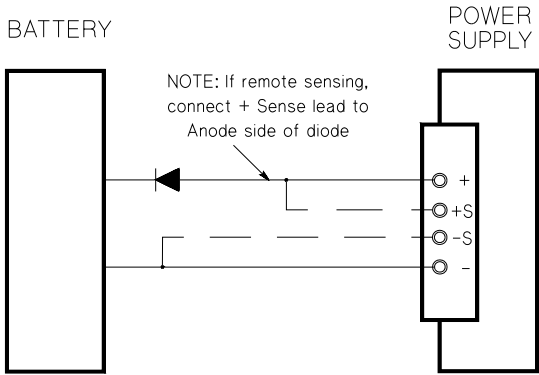 BATTERY
POWER
SUPPLY
NOTE: If remote sensing,
connect + Sense lead to
Anode side of diode
+
+S
-S
-